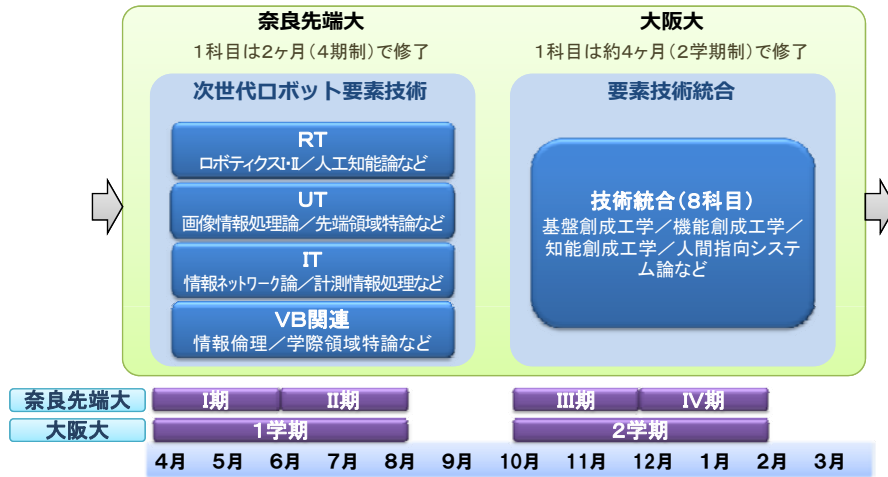 奈良先端大
1科目は2ヶ月(4期制)で修了
次世代ロボット要素技術
RT
ロボティクスⅠ・Ⅱ／人工知能論など
UT
画像情報処理論／先端領域特論など
IT
情報ネットワーク論／計測情報処理など
VB関連
情報倫理／学際領域特論など
大阪大
1科目は約4ヶ月(2学期制)で修了
要素技術統合
技術統合(8科目)
基盤創成工学／機能創成工学／
知能創成工学／人間指向システ
ム論など
奈良先端大 Ⅰ期 Ⅱ期 Ⅲ期 Ⅳ期
大阪大 1学期 2学期
4月 5月 6月 7月 8月 9月 10月 11月 12月 1月 2月 3月